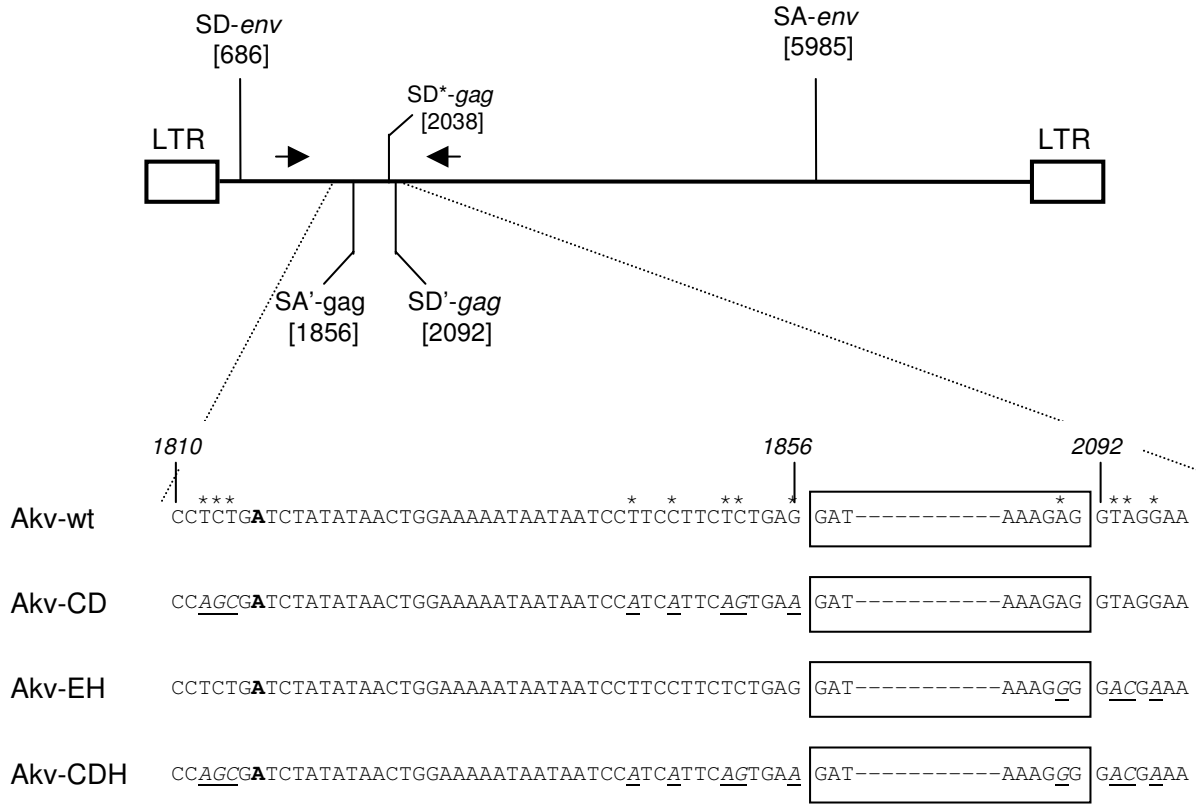 SD-env
[686]
SA-env
[5985]
SD*-gag
[2038]
LTR
LTR
SA'-gag
[1856]
SD'-gag
[2092]
1810
1856
2092
*** * * ** * * ** *
Akv-wt CCTCTGATCTATATAACTGGAAAAATAATAATCCTTCCTTCTCTGAG GAT-----------AAAGAG GTAGGAA
Akv-CD CCAGCGATCTATATAACTGGAAAAATAATAATCCATCATTCAGTGAA GAT-----------AAAGAG GTAGGAA
Akv-EH CCTCTGATCTATATAACTGGAAAAATAATAATCCTTCCTTCTCTGAG GAT-----------AAAGGG GACGAAA
Akv-CDH CCAGCGATCTATATAACTGGAAAAATAATAATCCATCATTCAGTGAA GAT-----------AAAGGG GACGAAA